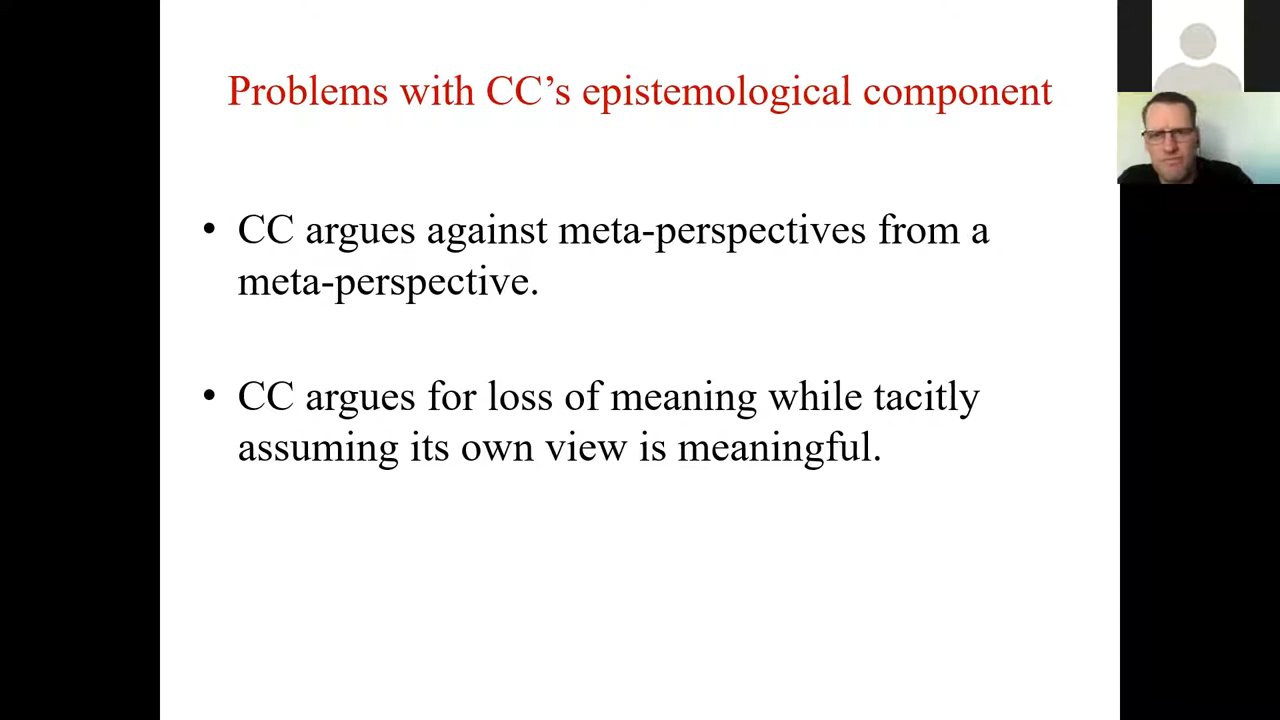 Problems with CC’s epistemological component
• CC argues against meta-perspectives from a
meta-perspective.
• CC argues for loss of meaning while tacitly
assuming its own view is meaningful.